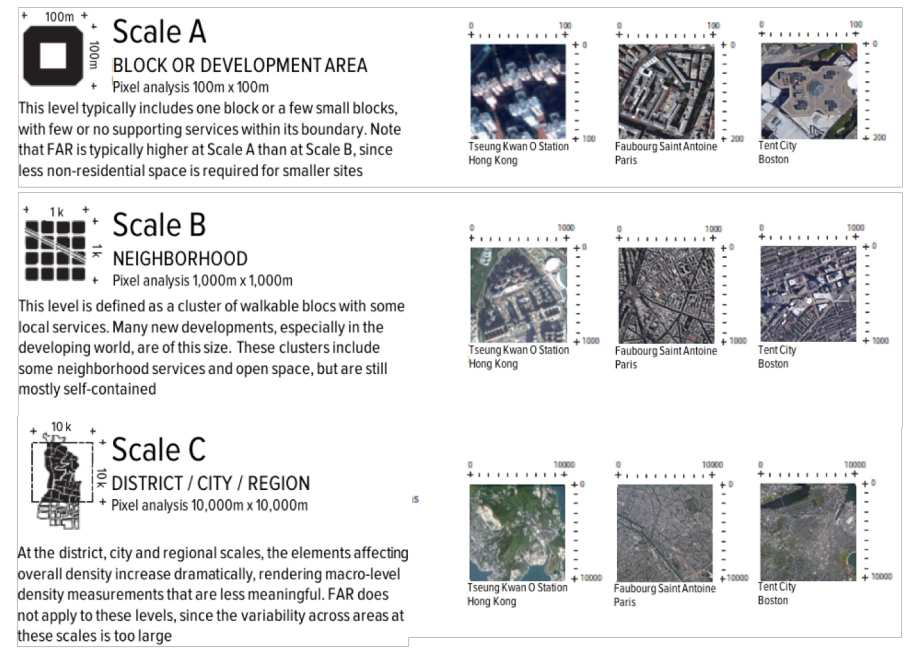 100m
100m
Scale A
BLOCK OR DEVELOPMENT AREA
Pixel analysis 100m x 100m
This level typically includes one block or a few small blocks,
with few or no supporting services within its boundary. Note
that FAR is typically higher at Scale A than at Scale B, since
less non-residential space is required for smaller sites
0 100
0
100
Tseung Kwan O Station
Hong Kong
0 100
0
200
Faubourg Saint Antoine
Paris
0 100
0
200
Tent City
Boston
1 k
1 k
Scale B
NEIGHBORHOOD
Pixel analysis 1,000m x 1,000m
This level is defined as a cluster of walkable blocs with some
local services. Many new developments, especially in the
developing world, are of this size. These clusters include
some neighborhood services and open space, but are still
mostly self-contained
0 1000
0
1000
Tseung Kwan O Station
Hong Kong
0 1000
0
1000
Faubourg Saint Antoine
Paris
0 1000
0
1000
Tent City
Boston
10 k
10 k
Scale C
DISTRICT / CITY / REGION
Pixel analysis 10,000m x 10,000m
At the district, city and regional scales, the elements affecting
overall density increase dramatically, rendering macro-level
density measurements that are less meaningful. FAR does
not apply to these levels, since the variability across areas at
these scales is too large
0 10000
0
10000
Tseung Kwan O Station
Hong Kong
0 10000
0
10000
Faubourg Saint Antoine
Paris
0 10000
0
10000
Tent City
Boston